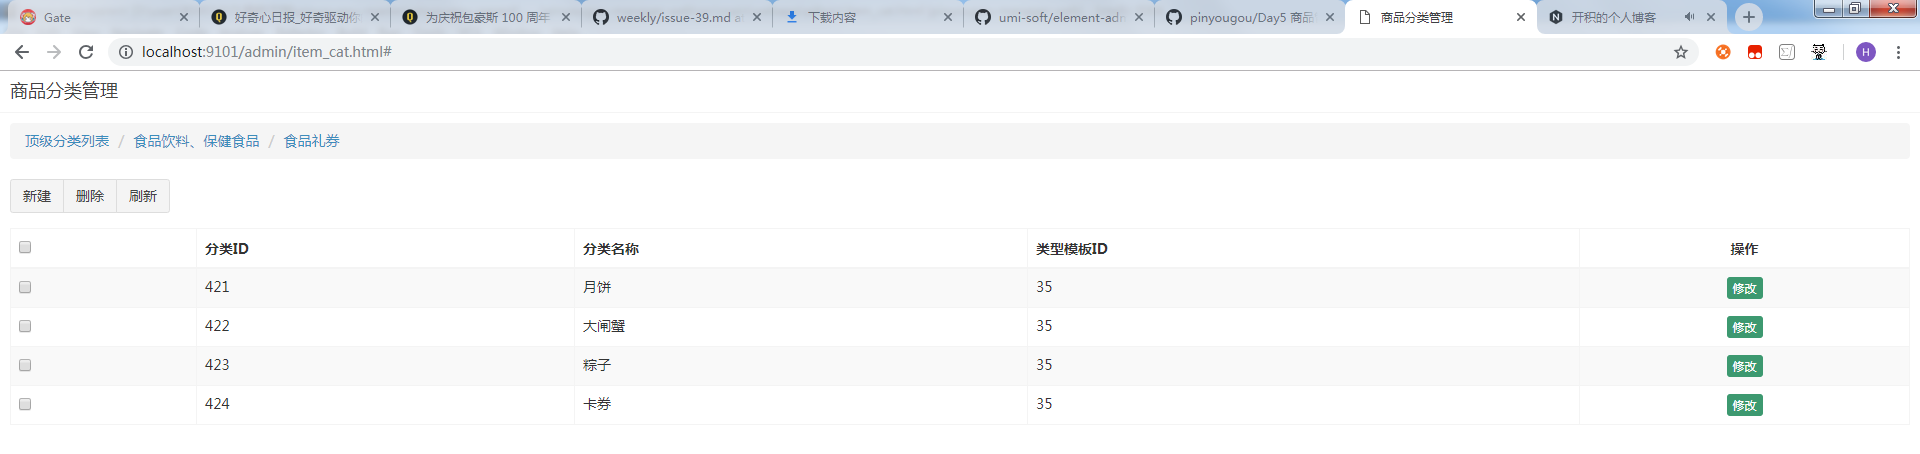 Gate
好奇心日报_好奇驱动你
为庆祝包豪斯 100 周年
weekly/issue-39.md at
下载内容
umi-soft/element-adm
pinyougou/Day5 商品
商品分类管理
开积的个人博客
localhost:9101/admin/item_cat.html#
H
商品分类管理
顶级分类列表 / 食品饮料、保健食品 / 食品礼券
新建 删除 刷新
分类ID 分类名称 类型模板ID 操作
421 月饼 35 修改
422 大闸蟹 35 修改
423 粽子 35 修改
424 卡券 35 修改